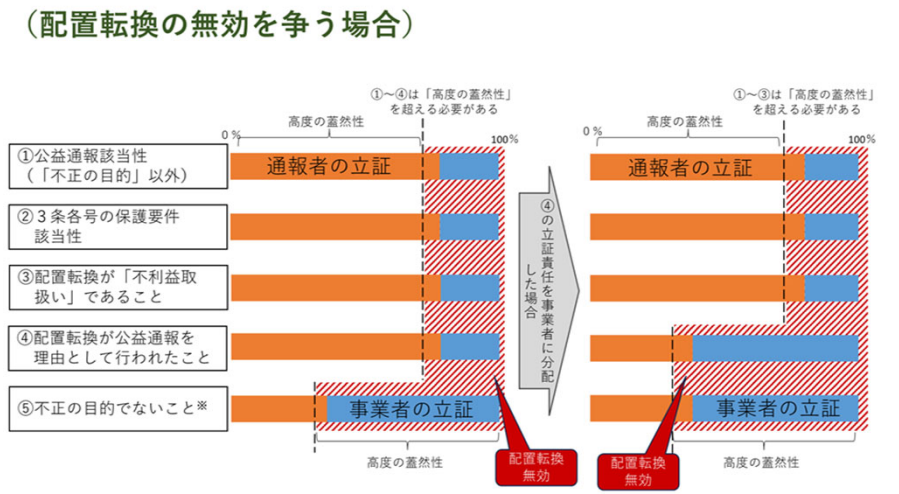 （配置転換の無効を争う場合）
①～④は「高度の蓋然性」
を超える必要がある
高度の蓋然性
0 %
100%
①公益通報該当性
（「不正の目的」以外）
通報者の立証
②３条各号の保護要件
該当性
③配置転換が「不利益取
扱い」であること
④配置転換が公益通報を
理由として行われたこと
⑤不正の目的でないこと※
事業者の立証
高度の蓋然性
配置転換
無効
④の立証責任を事業者に分配
した場合
①～③は「高度の蓋然性」
を超える必要がある
高度の蓋然性
0 %
100%
通報者の立証
事業者の立証
配置転換
無効
高度の蓋然性